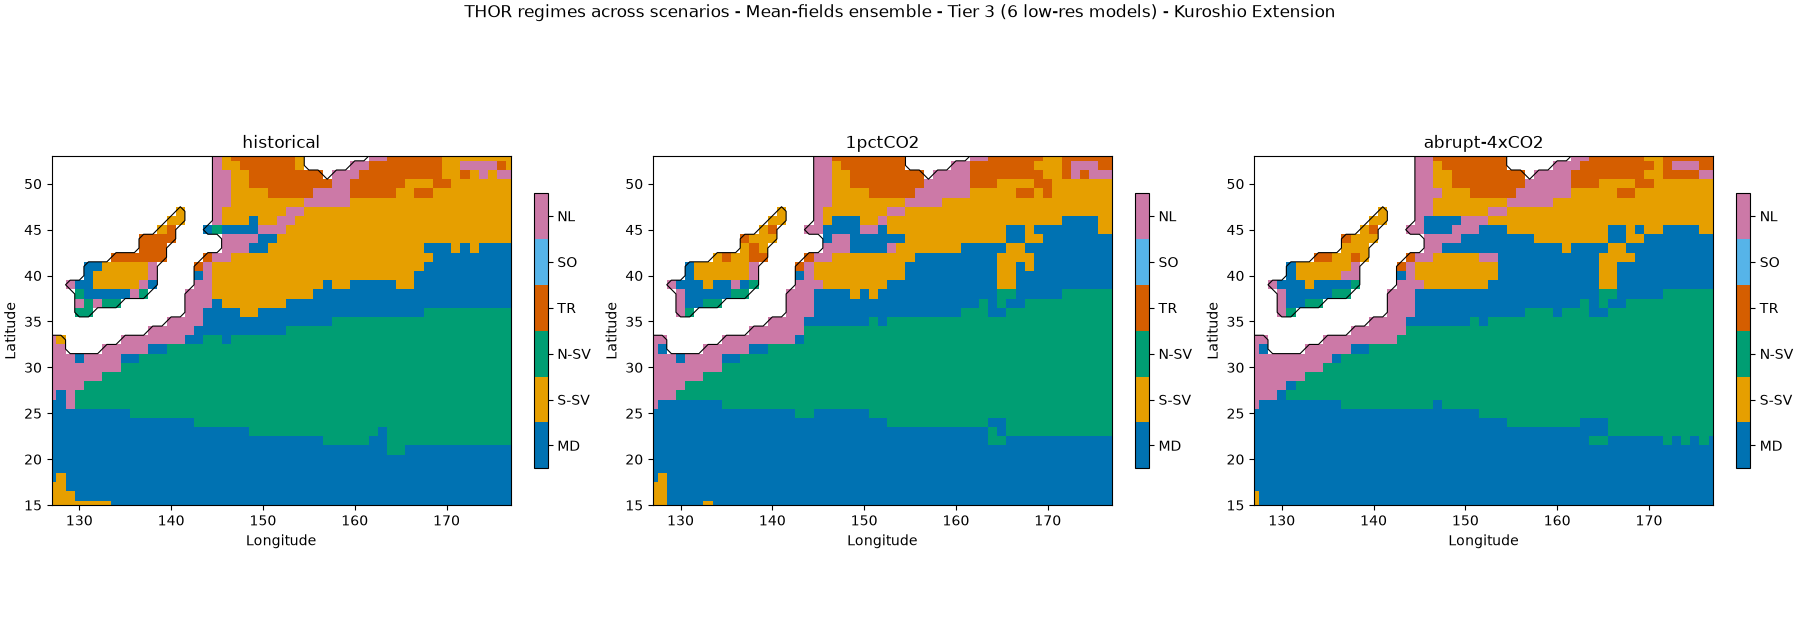 THOR regimes across scenarios - Mean-fields ensemble - Tier 3 (6 low-res models) - Kuroshio Extension
historical
50
45
40
35
30
25
20
15
Latitude
130
140
150
160
170
Longitude
NL
SO
TR
N-SV
S-SV
MD
1pctCO2
50
45
40
35
30
25
20
15
Latitude
130
140
150
160
170
Longitude
NL
SO
TR
N-SV
S-SV
MD
abrupt-4xCO2
50
45
40
35
30
25
20
15
Latitude
130
140
150
160
170
Longitude
NL
SO
TR
N-SV
S-SV
MD